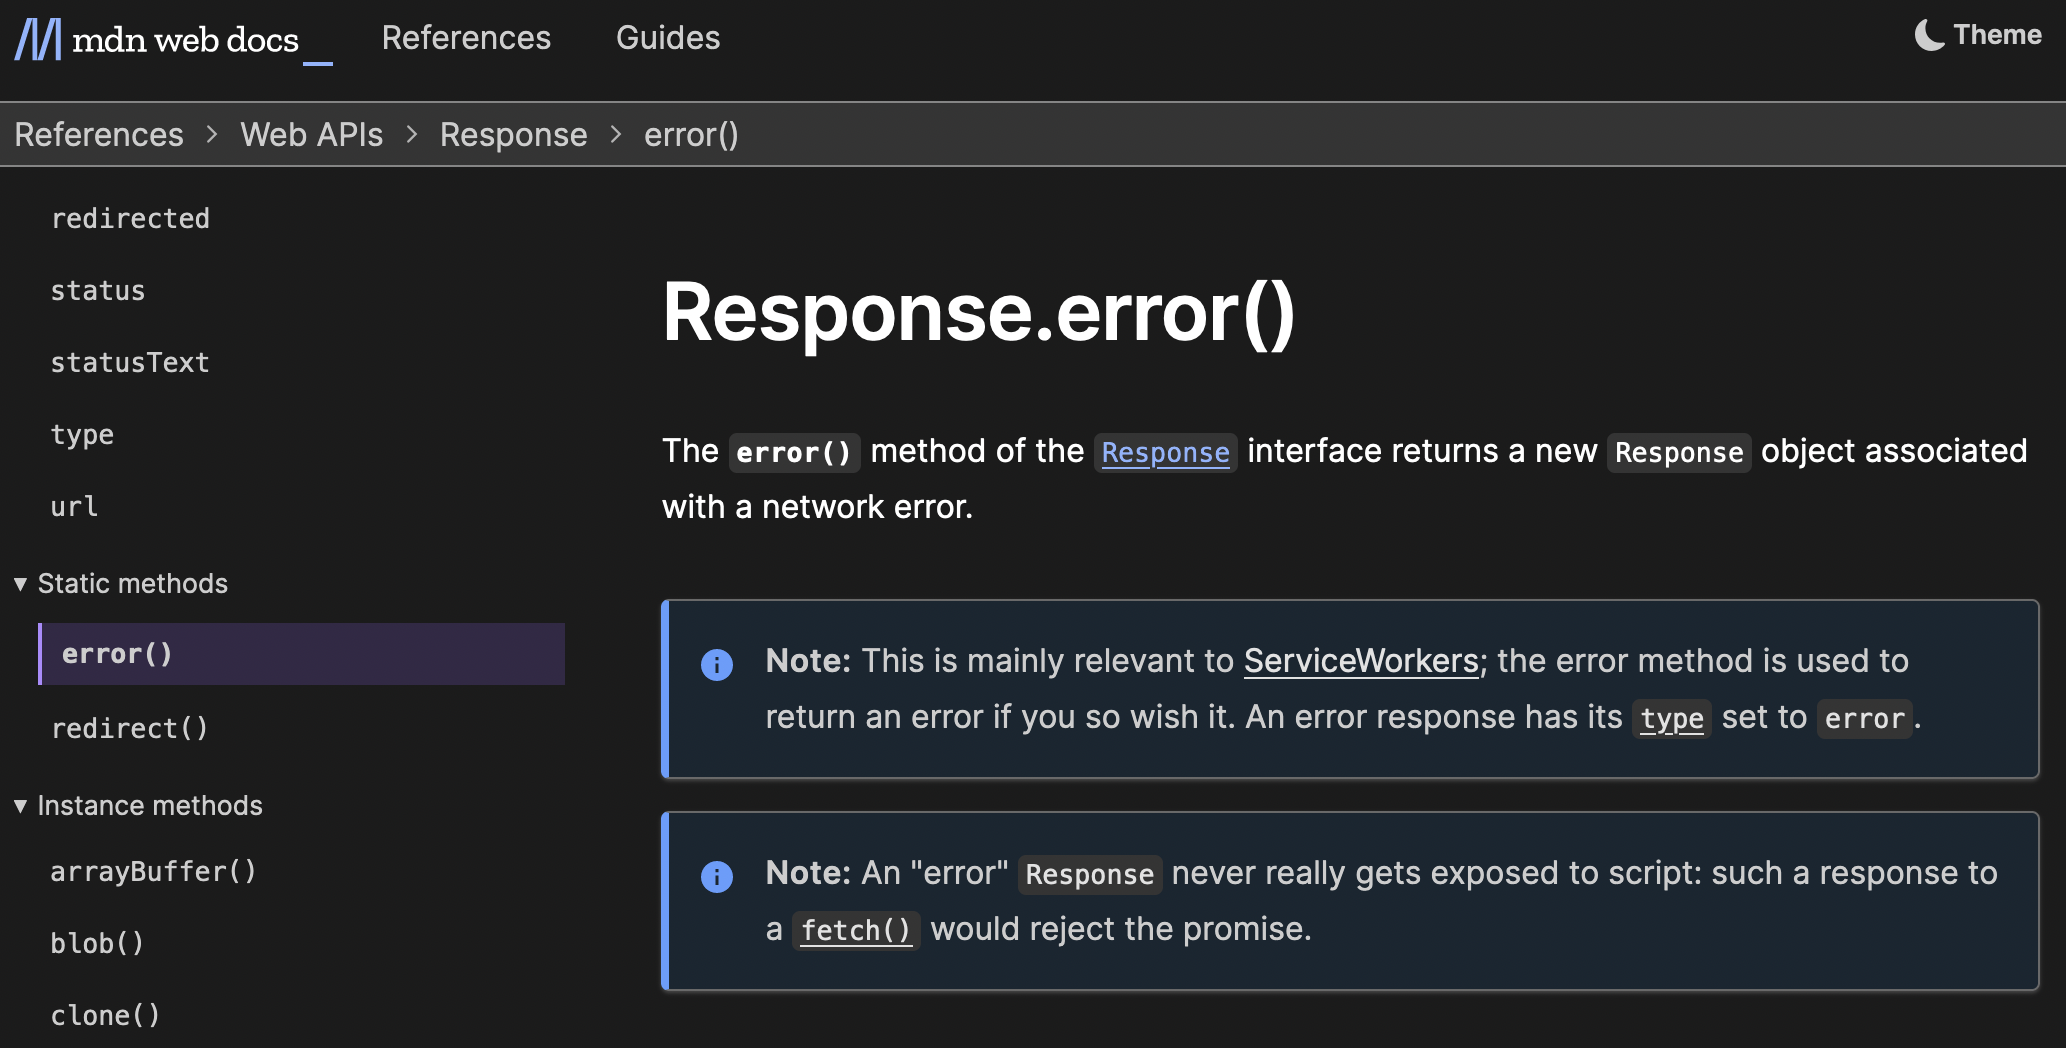 mdn web docs_ References Guides Theme
References > Web APIs > Response > error()
redirected
status
statusText
type
url
▼ Static methods
error()
redirect()
▼ Instance methods
arrayBuffer()
blob()
clone()
Response.error()
The error() method of the Response interface returns a new Response object associated
with a network error.
Note: This is mainly relevant to ServiceWorkers; the error method is used to
return an error if you so wish it. An error response has its type set to error.
Note: An "error" Response never really gets exposed to script: such a response to
a fetch() would reject the promise.